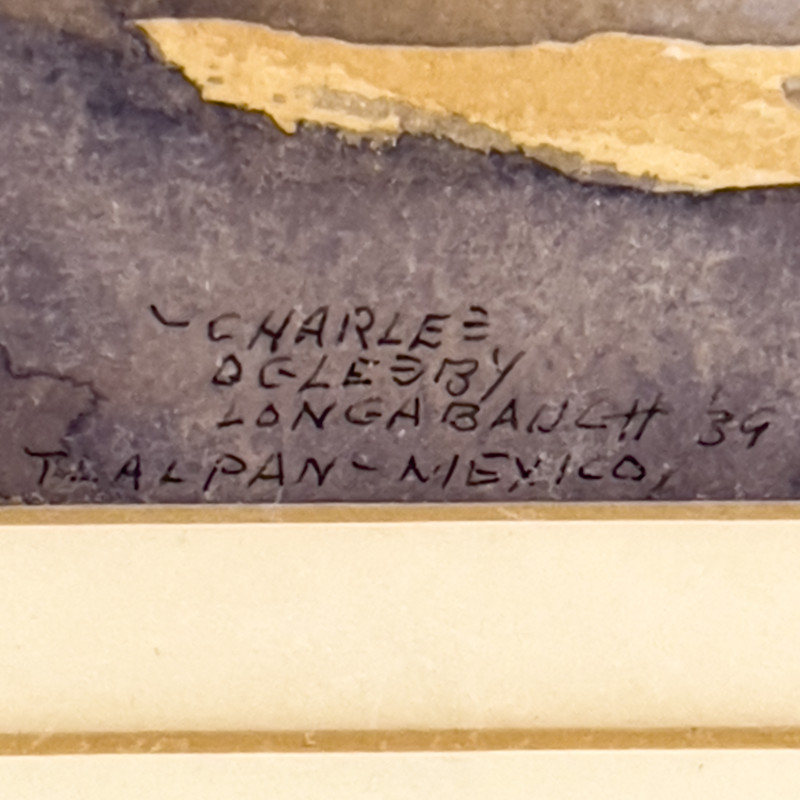 - CHARLES
OGLESBY
LONGABAUGH '39
TLALPAN - MEXICO,